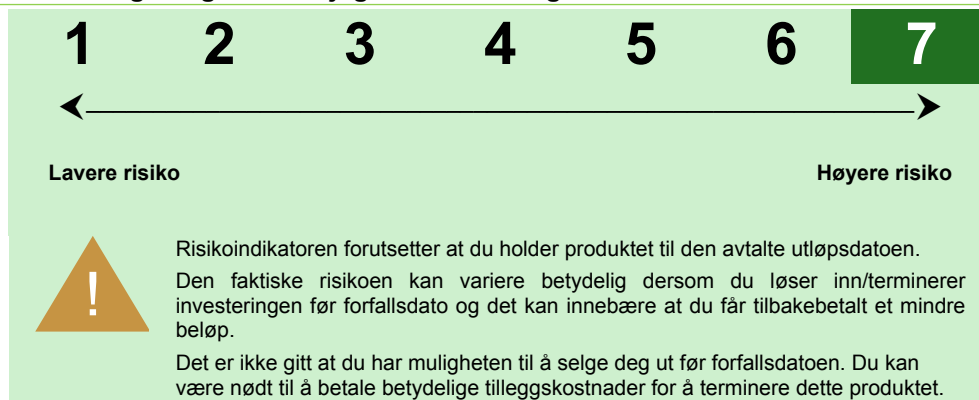 1 2 3 4 5 6 7
Lavere risiko Høyere risiko
!
Risikoindikatoren forutsetter at du holder produktet til den avtalte utløpsdatoen.
Den faktiske risikoen kan variere betydelig dersom du løser inn/terminerer
investeringen før forfallsdato og det kan innebære at du får tilbakebetalt et mindre
beløp.
Det er ikke gitt at du har muligheten til å selge deg ut før forfallsdatoen. Du kan
være nødt til å betale betydelige tilleggskostnader for å terminere dette produktet.